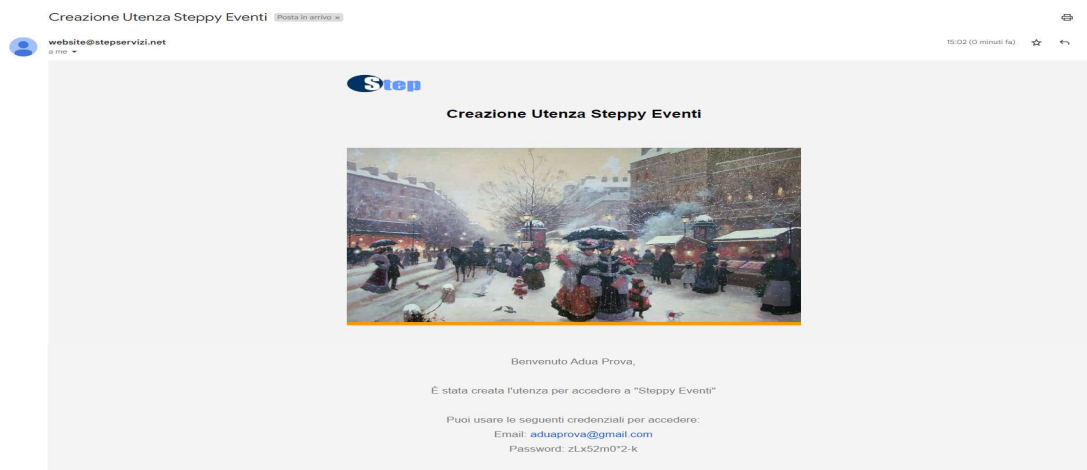 Creazione Utenza Steppy Eventi Posta in arrivo x
website@stepservizi.net 15:02 (0 minuti fa)
a me
Step
Creazione Utenza Steppy Eventi
Benvenuto Adua Prova,
È stata creata l'utenza per accedere a "Steppy Eventi"
Puoi usare le seguenti credenziali per accedere:
Email: aduaprova@gmail.com
Password: zLx52m0*2-k